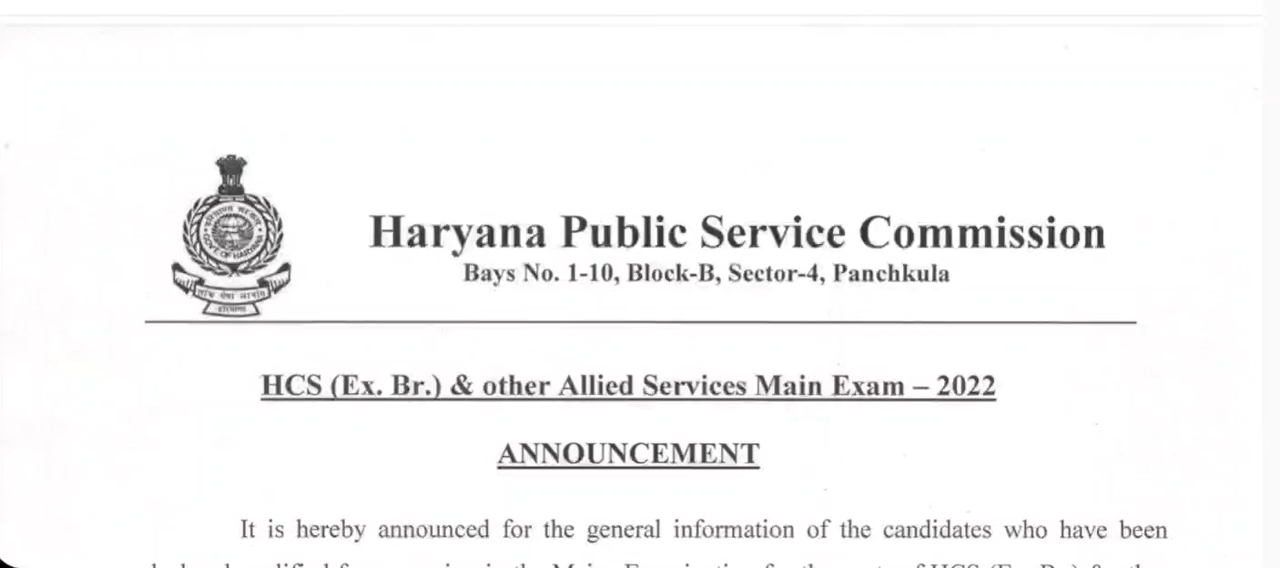 Haryana Public Service Commission
Bays No. 1-10, Block-B, Sector-4, Panchkula
HCS (Ex. Br.) & other Allied Services Main Exam – 2022
ANNOUNCEMENT
It is hereby announced for the general information of the candidates who have been